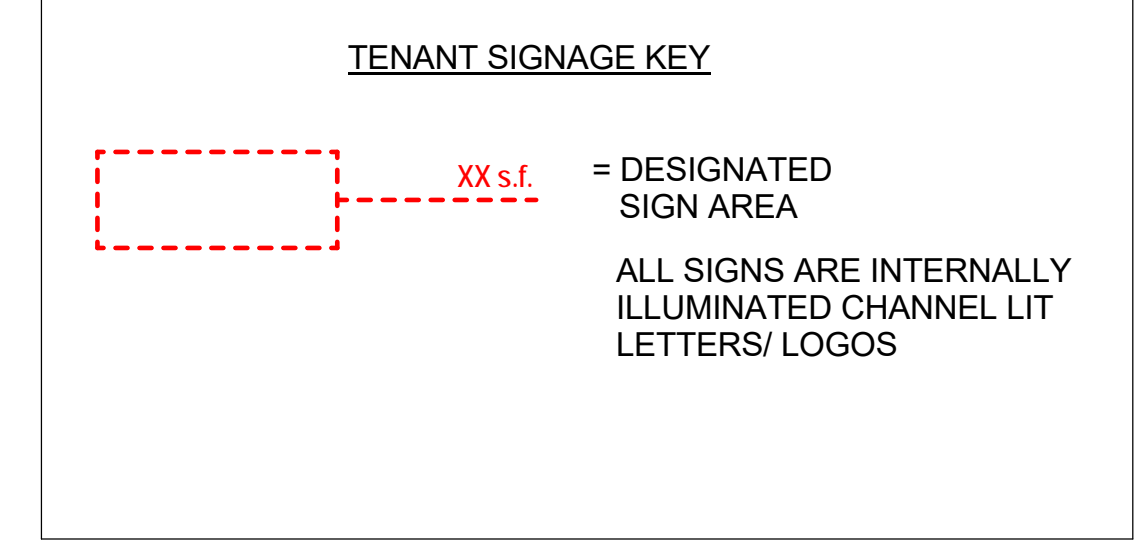 TENANT SIGNAGE KEY
XX s.f.
= DESIGNATED
SIGN AREA
ALL SIGNS ARE INTERNALLY
ILLUMINATED CHANNEL LIT
LETTERS/ LOGOS